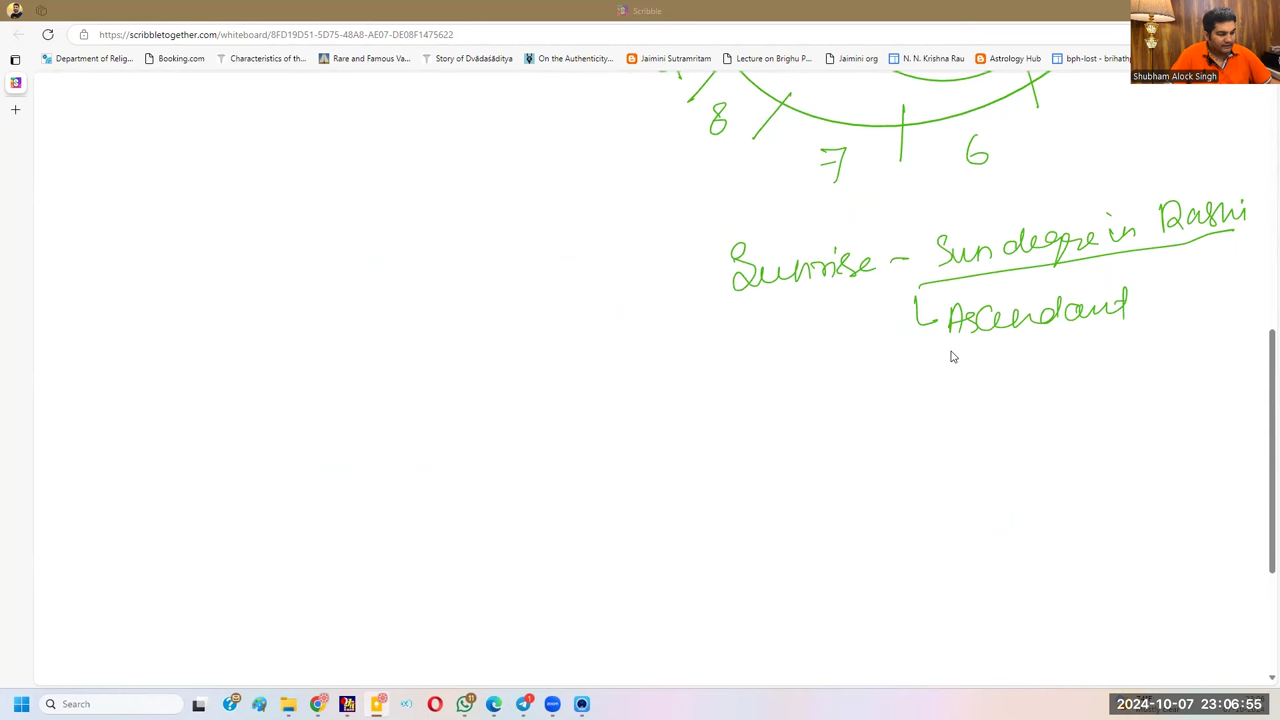 Scribble
https://scribbletogether.com/whiteboard/8FD19D51-5D75-48A8-AE07-DE08F1475622
Department of Relig... Booking.com Characteristics of th... Rare and Famous Va... Story of Dvādaśāditya On the Authenticity... Jaimini Sutramritam Lecture on Brighu P... Jaimini org N. N. Krishna Rau Astrology Hub bph-lost - brihathp
Shubham Alock Singh
8
7 6
Sunrise - Sun degree in Rashi
Ascendant
Search
2024-10-07 23:06:55